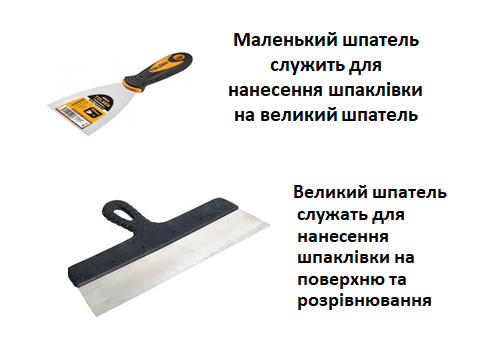 Маленький шпатель
служить для
нанесення шпаклівки
на великий шпатель
Великий шпатель
служать для
нанесення
шпаклівки на
поверхню та
розрівнювання